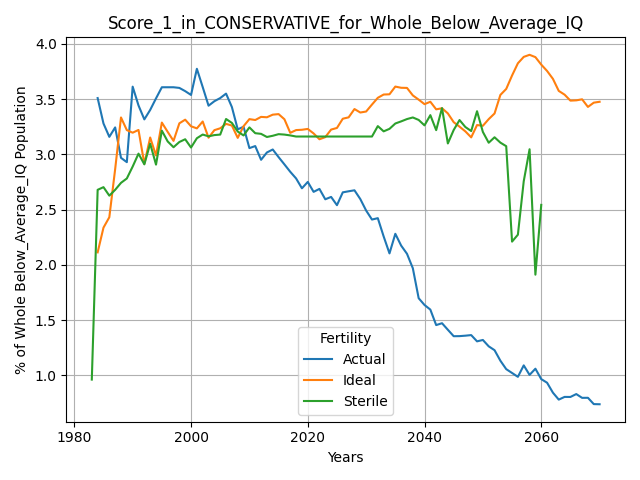 Score_1_in_CONSERVATIVE_for_Whole_Below_Average_IQ
% of Whole Below_Average_IQ Population
4.0
3.5
3.0
2.5
2.0
1.5
1.0
Fertility
Actual
Ideal
Sterile
1980
2000
2020
2040
2060
Years